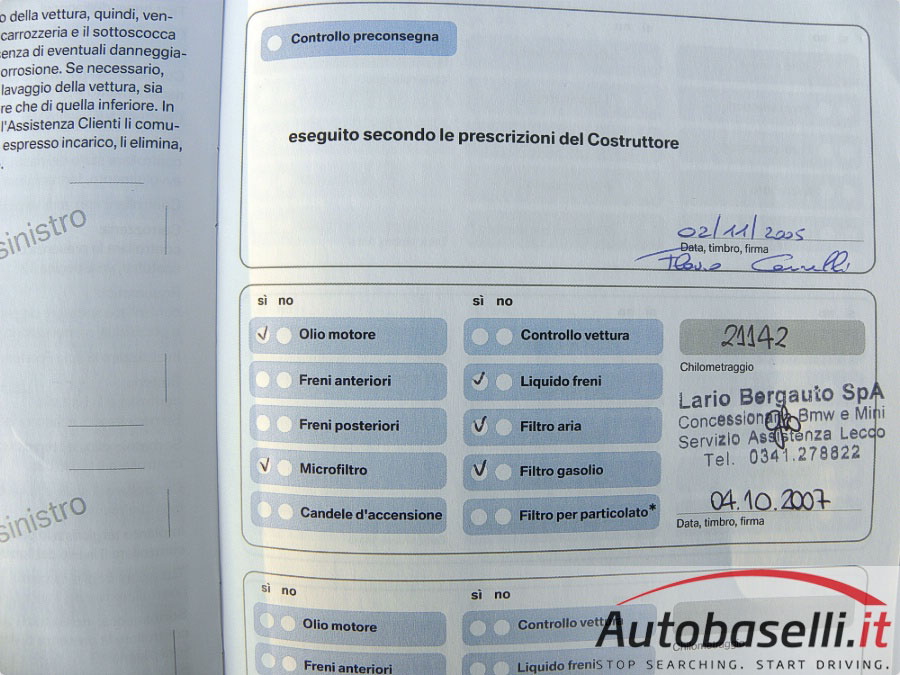 o della vettura, quindi, ven-
carrozzeria e il sottoscocca
enza di eventuali danneggia-
orrosione. Se necessario,
lavaggio della vettura, sia
re che di quella inferiore. In
l'Assistenza Clienti li comu-
espresso incarico, li elimina,
.
sinistro
sinistro
Controllo preconsegna
eseguito secondo le prescrizioni del Costruttore
02/11/2005
Data, timbro, firma
sì no
Olio motore
Freni anteriori
Freni posteriori
Microfiltro
Candele d'accensione
sì no
Controllo vettura
Liquido freni
Filtro aria
Filtro gasolio
Filtro per particolato*
21142
Chilometraggio
Lario Bergauto SpA
Concessionaria Bmw e Mini
Servizio Assistenza Lecco
Tel. 0341.278822
04.10.2007
Data, timbro, firma
sì no
Olio motore
Freni anteriori
sì no
Controllo vettura
Liquido freni
Chilometraggio
Autobaselli.it
STOP SEARCHING. START DRIVING.